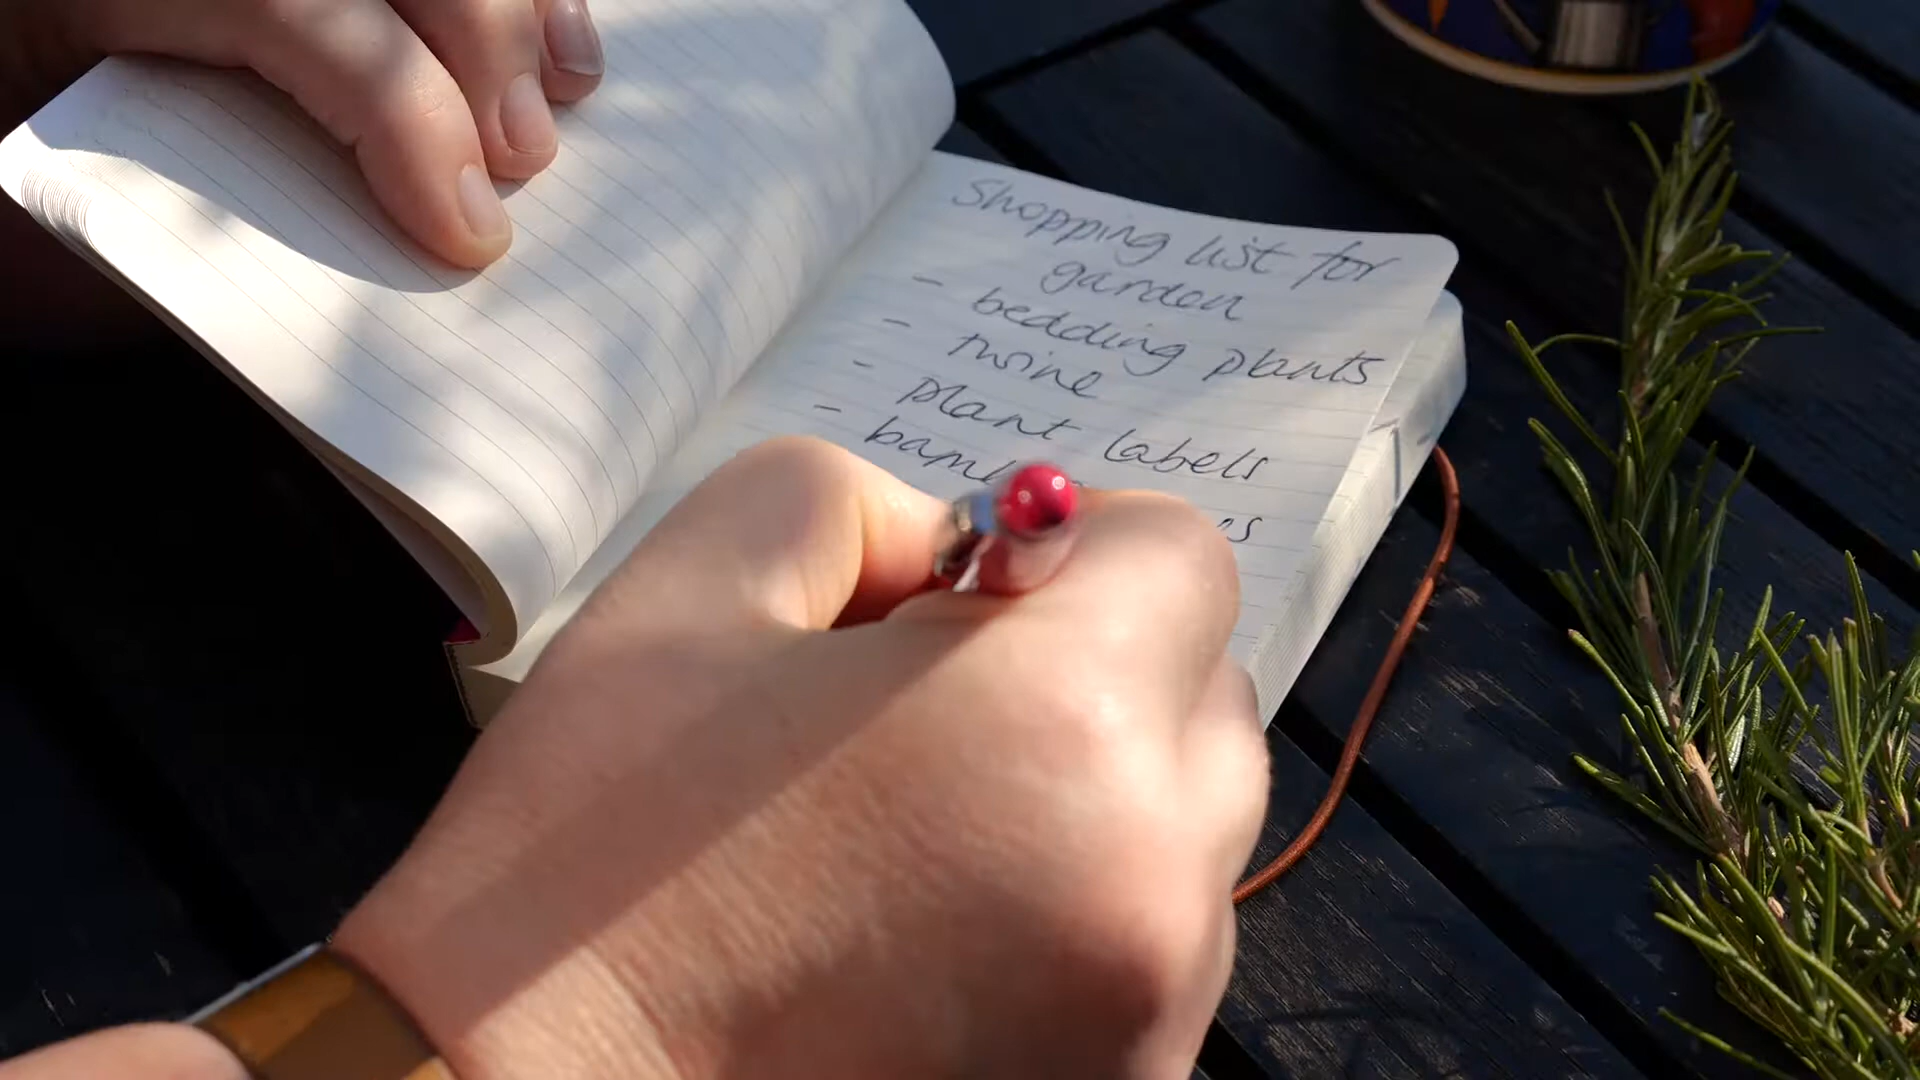 Shopping list for
garden
- bedding plants
- twine
- plant labels
-